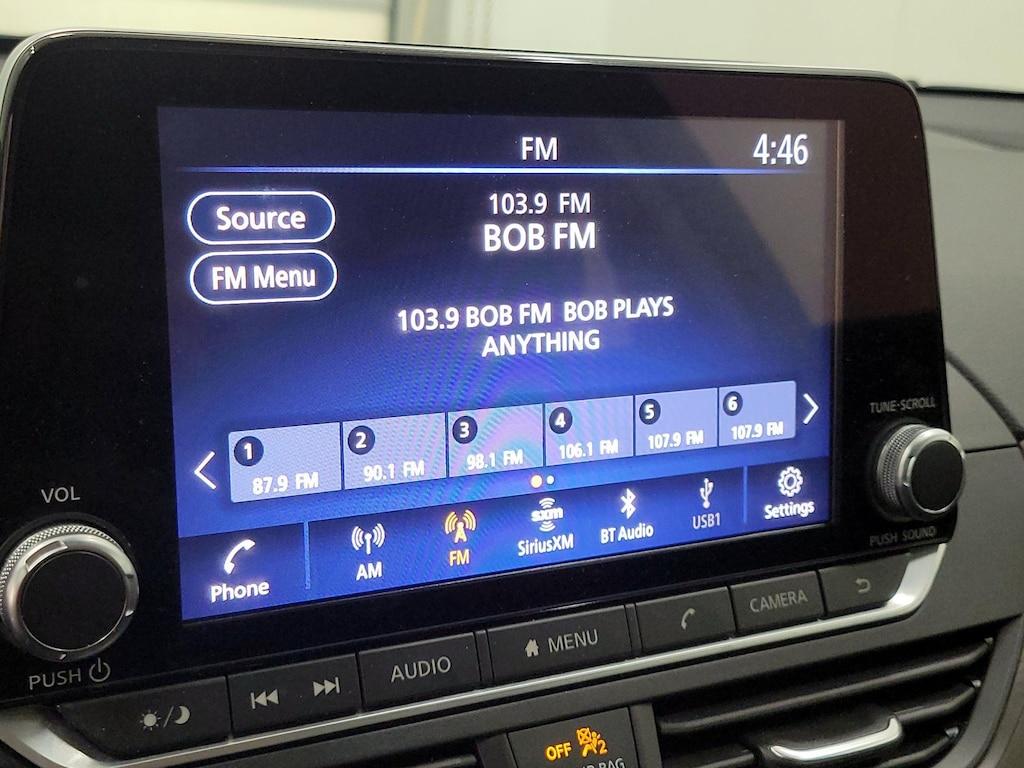 FM
4:46
Source
103.9 FM
BOB FM
FM Menu
103.9 BOB FM BOB PLAYS
ANYTHING
1
87.9 FM
2
90.1 FM
3
98.1 FM
4
106.1 FM
5
107.9 FM
6
107.9 FM
TUNE·SCROLL
VOL
Phone
AM
FM
sxm
SiriusXM
BT Audio
USB1
Settings
PUSH SOUND
PUSH
AUDIO
MENU
CAMERA
OFF
2
BAG